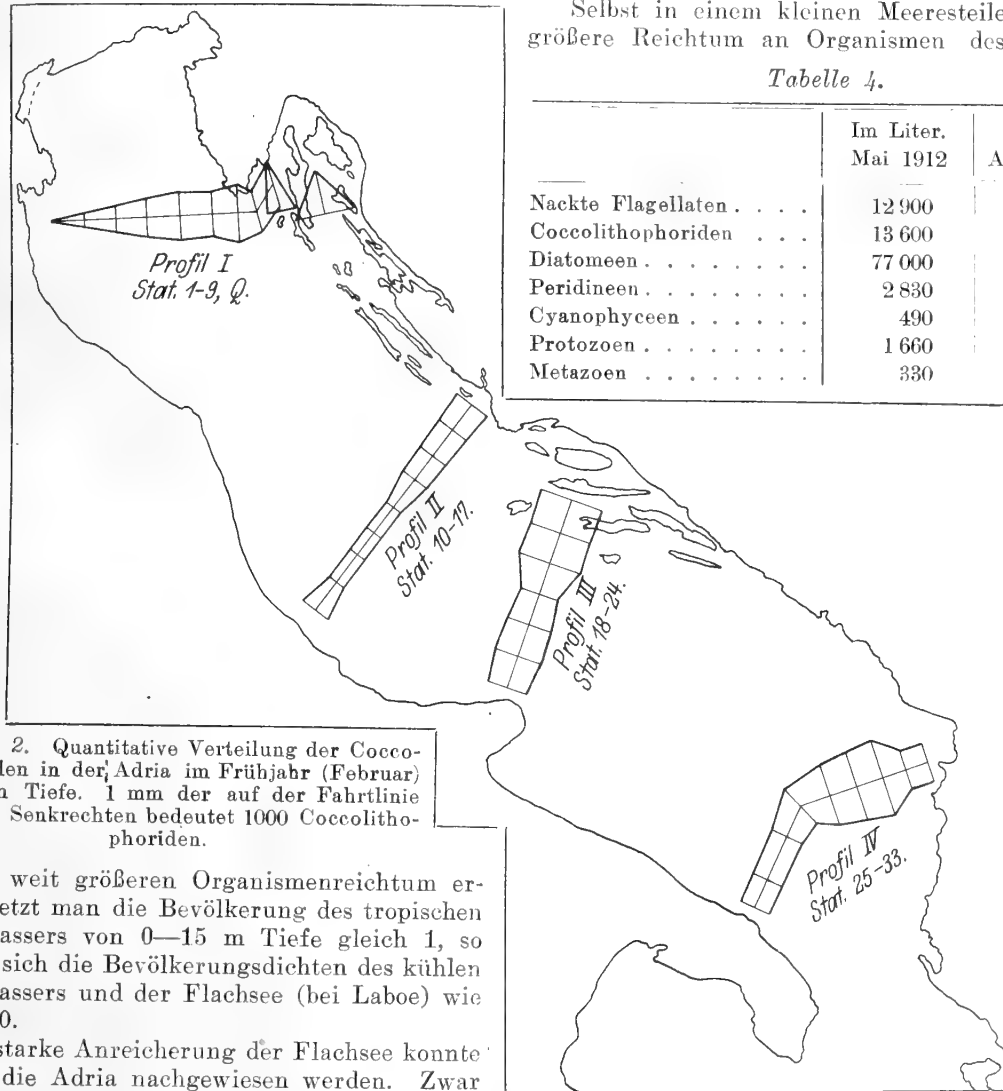 Selbst in einem kleinen Meeresteile
größere Reichtum an Organismen des
Tabelle 4.
Im Liter.
Mai 1912
A
Nackte Flagellaten . . . . 12 900
Coccolithophoriden . . . 13 600
Diatomeen . . . . . . . 77 000
Peridineen . . . . . . . 2 830
Cyanophyceen . . . . . . 490
Protozoen . . . . . . . 1 660
Metazoen . . . . . . . . 330
Profil I
Stat. 1-9, Q.
Profil II
Stat. 10-17.
Profil III
Stat. 18-24.
Profil IV
Stat. 25-33.
2. Quantitative Verteilung der Cocco-
den in der Adria im Frühjahr (Februar)
Tiefe. 1 mm der auf der Fahrtlinie
Senkrechten bedeutet 1000 Coccolitho-
phoriden.
weit größeren Organismenreichtum er-
etzt man die Bevölkerung des tropischen
assers von 0—15 m Tiefe gleich 1, so
sich die Bevölkerungsdichten des kühlen
assers und der Flachsee (bei Laboe) wie
0.
starke Anreicherung der Flachsee konnte
die Adria nachgewiesen werden. Zwar